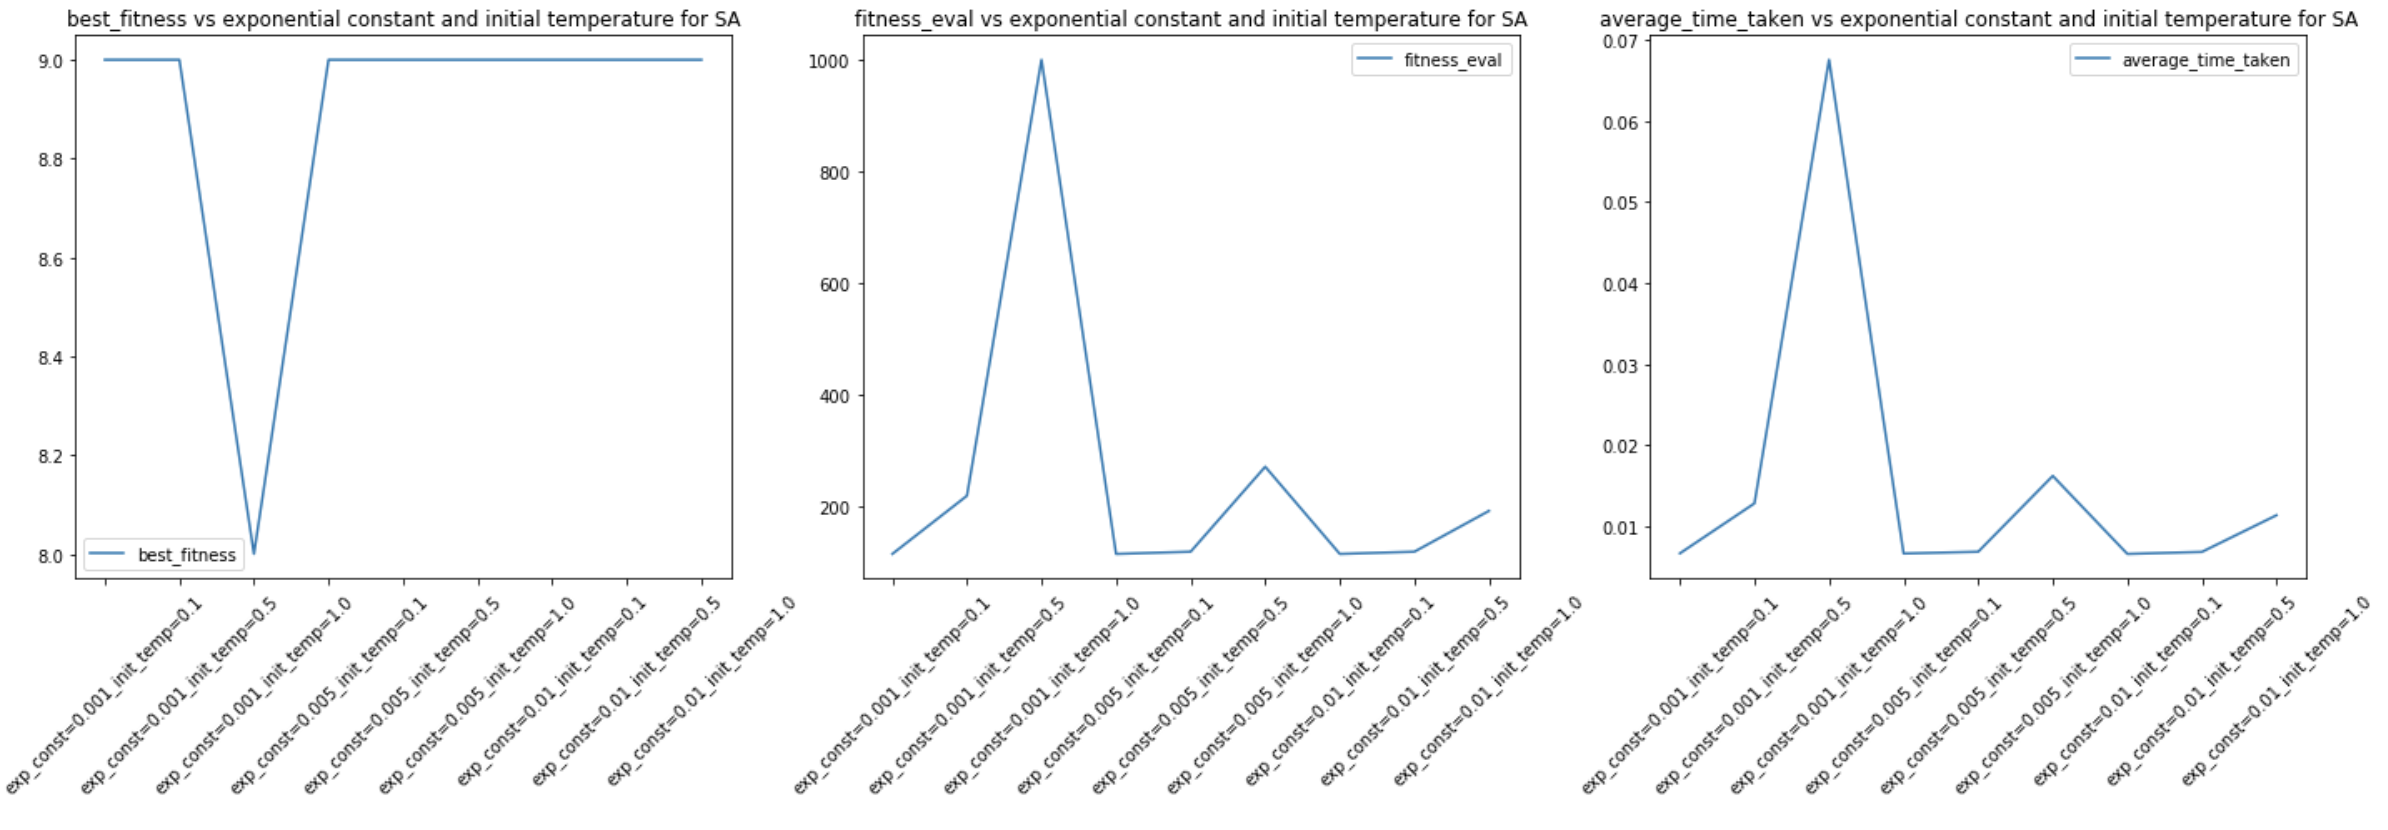 best_fitness vs exponential constant and initial temperature for SA
9.0
8.8
8.6
8.4
8.2
8.0
best_fitness
exp_const=0.001_init_temp=0.1
exp_const=0.001_init_temp=0.5
exp_const=0.001_init_temp=1.0
exp_const=0.005_init_temp=0.1
exp_const=0.005_init_temp=0.5
exp_const=0.005_init_temp=1.0
exp_const=0.01_init_temp=0.1
exp_const=0.01_init_temp=0.5
exp_const=0.01_init_temp=1.0
fitness_eval vs exponential constant and initial temperature for SA
fitness_eval
1000
800
600
400
200
exp_const=0.001_init_temp=0.1
exp_const=0.001_init_temp=0.5
exp_const=0.001_init_temp=1.0
exp_const=0.005_init_temp=0.1
exp_const=0.005_init_temp=0.5
exp_const=0.005_init_temp=1.0
exp_const=0.01_init_temp=0.1
exp_const=0.01_init_temp=0.5
exp_const=0.01_init_temp=1.0
average_time_taken vs exponential constant and initial temperature for SA
average_time_taken
0.07
0.06
0.05
0.04
0.03
0.02
0.01
exp_const=0.001_init_temp=0.1
exp_const=0.001_init_temp=0.5
exp_const=0.001_init_temp=1.0
exp_const=0.005_init_temp=0.1
exp_const=0.005_init_temp=0.5
exp_const=0.005_init_temp=1.0
exp_const=0.01_init_temp=0.1
exp_const=0.01_init_temp=0.5
exp_const=0.01_init_temp=1.0